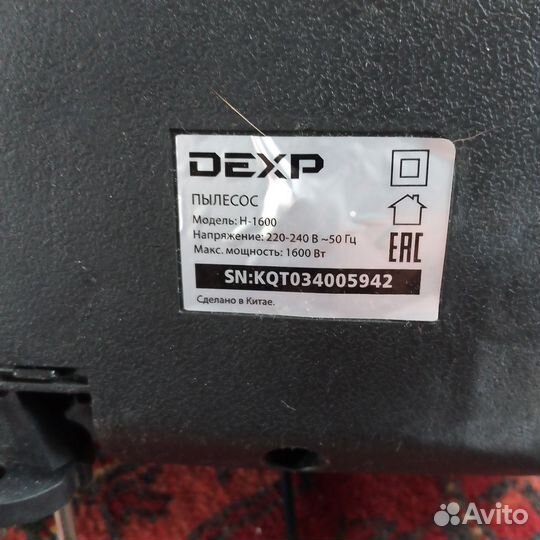 DEXP
ПЫЛЕСОС
Модель: H-1600
Напряжение: 220-240 В ~50 Гц
Макс. мощность: 1600 Вт
EAC
SN:KQT034005942
Сделано в Китае.
Avito